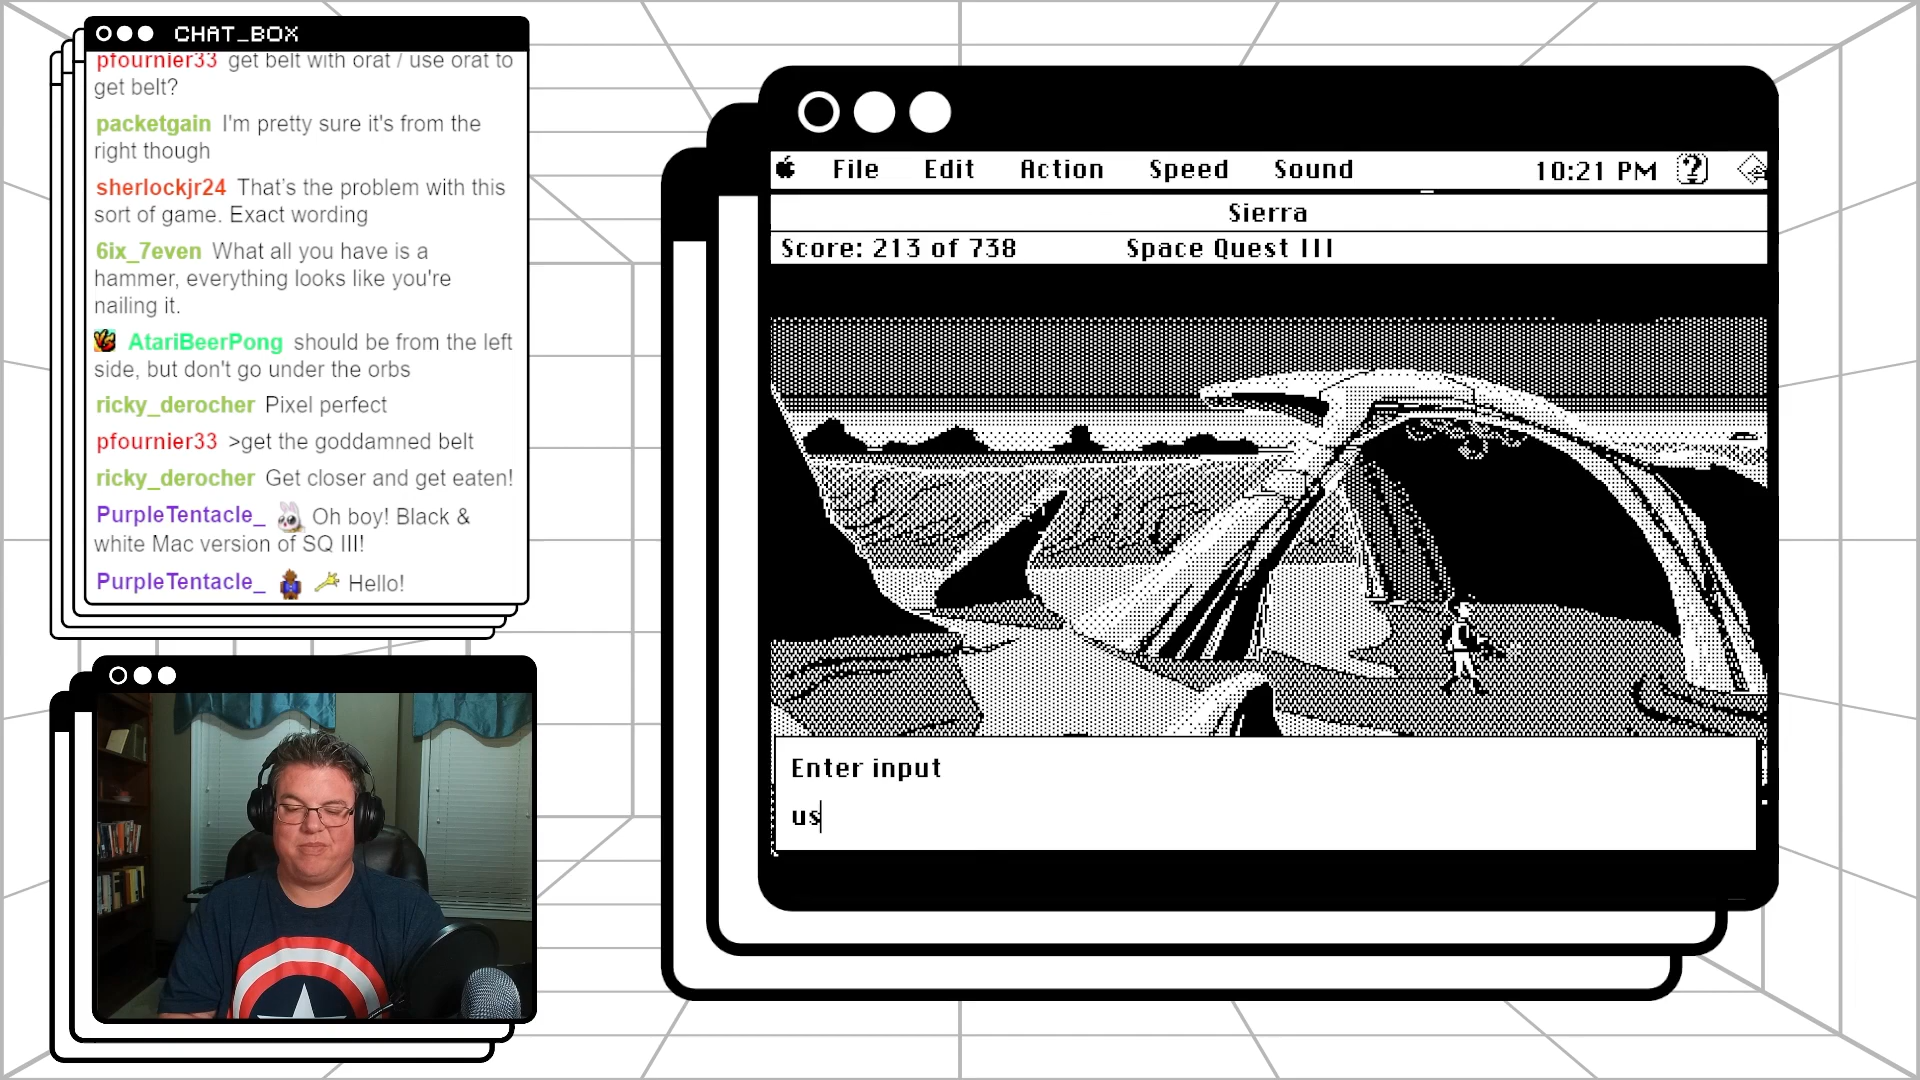 CHAT_BOX
pfournier33 get belt with orat / use orat to
get belt?
packetgain I'm pretty sure it's from the
right though
sherlockjr24 That's the problem with this
sort of game. Exact wording
6ix_7even What all you have is a
hammer, everything looks like you're
nailing it.
AtariBeerPong should be from the left
side, but don't go under the orbs
ricky_derocher Pixel perfect
pfournier33 >get the goddamned belt
ricky_derocher Get closer and get eaten!
PurpleTentacle_ Oh boy! Black &
white Mac version of SQ III!
PurpleTentacle_ Hello!
File Edit Action Speed Sound 10:21 PM
Sierra
Score: 213 of 738 Space Quest III
Enter input
us